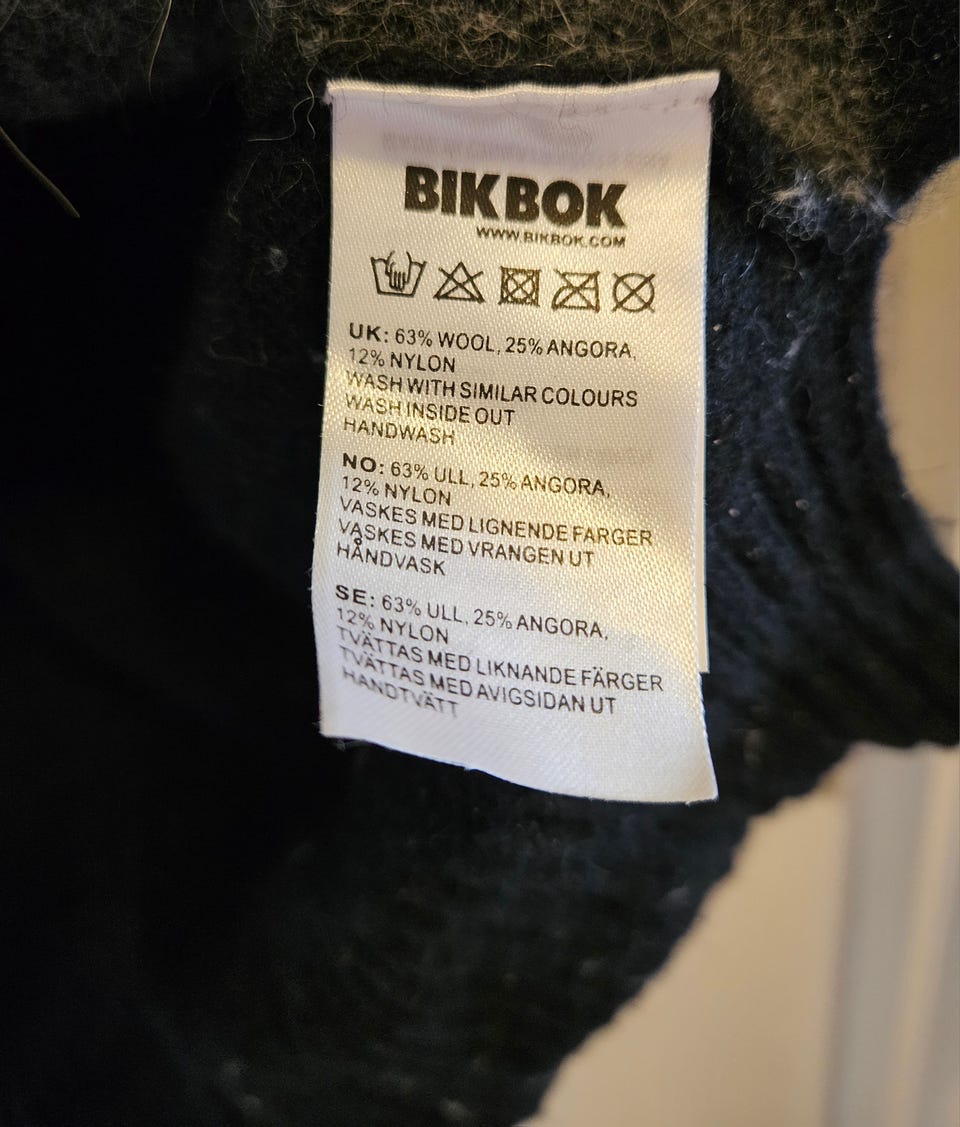 BIKBOK
WWW.BIKBOK.COM
UK: 63% WOOL, 25% ANGORA,
12% NYLON
WASH WITH SIMILAR COLOURS
WASH INSIDE OUT
HANDWASH
NO: 63% ULL, 25% ANGORA,
12% NYLON
VASKES MED LIGNENDE FARGER
VASKES MED VRANGEN UT
HÅNDVASK
SE: 63% ULL, 25% ANGORA,
12% NYLON
TVÄTTAS MED LIKNANDE FÄRGER
TVÄTTAS MED AVIGSIDAN UT
HANDTVÄTT